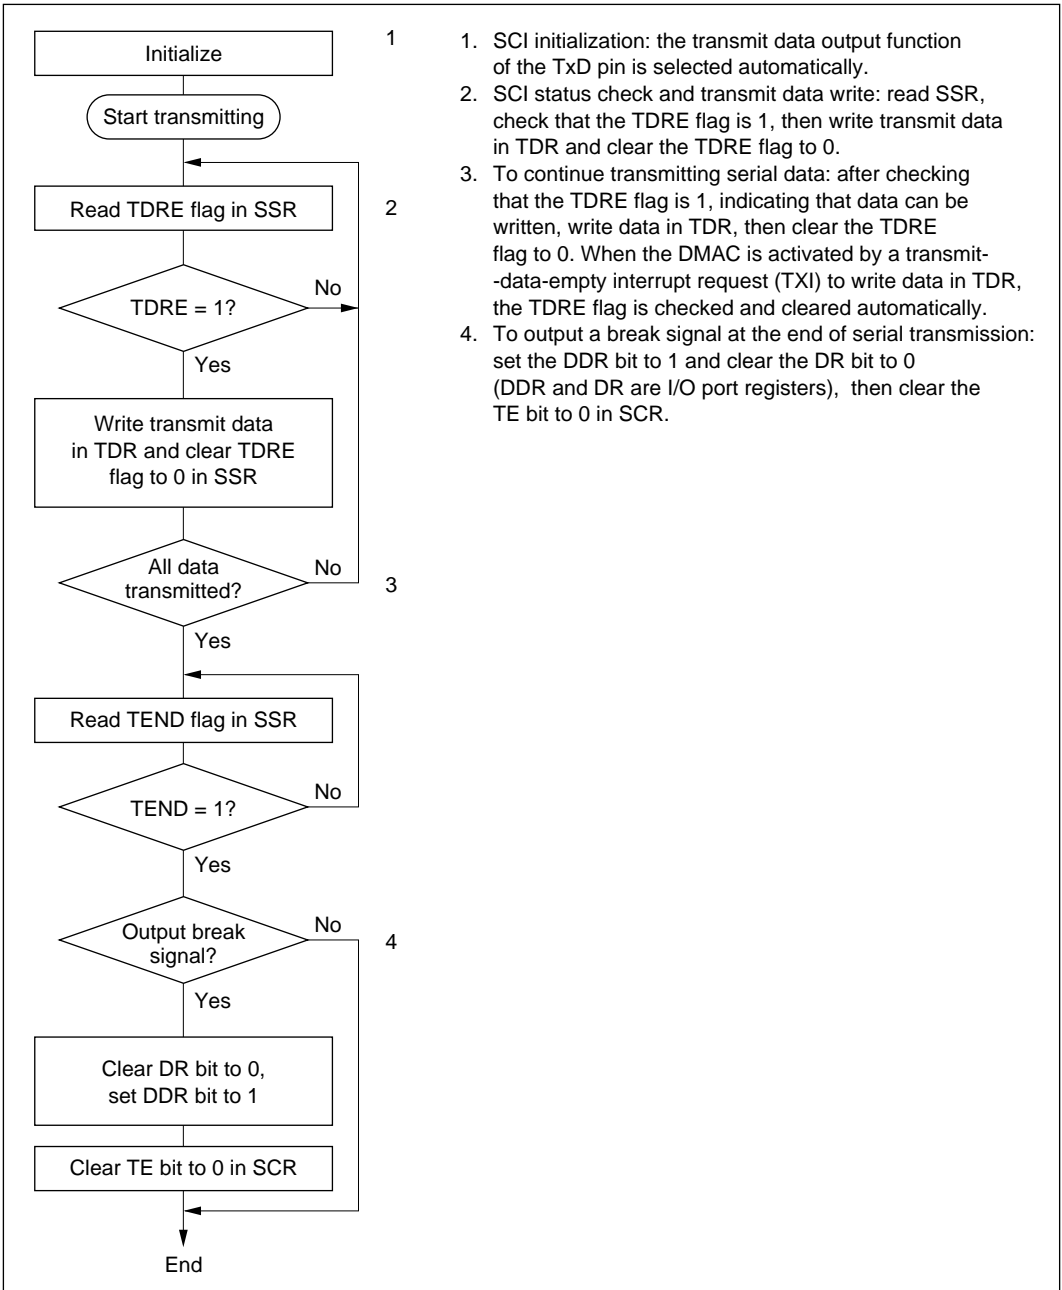 Initialize
1
Start transmitting
Read TDRE flag in SSR
2
TDRE = 1?
No
Yes
Write transmit data
in TDR and clear TDRE
flag to 0 in SSR
All data
transmitted?
No
3
Yes
Read TEND flag in SSR
TEND = 1?
No
Yes
Output break
signal?
No
4
Yes
Clear DR bit to 0,
set DDR bit to 1
Clear TE bit to 0 in SCR
End
1. SCI initialization: the transmit data output function
of the TxD pin is selected automatically.
2. SCI status check and transmit data write: read SSR,
check that the TDRE flag is 1, then write transmit data
in TDR and clear the TDRE flag to 0.
3. To continue transmitting serial data: after checking
that the TDRE flag is 1, indicating that data can be
written, write data in TDR, then clear the TDRE
flag to 0. When the DMAC is activated by a transmit-
-data-empty interrupt request (TXI) to write data in TDR,
the TDRE flag is checked and cleared automatically.
4. To output a break signal at the end of serial transmission:
set the DDR bit to 1 and clear the DR bit to 0
(DDR and DR are I/O port registers), then clear the
TE bit to 0 in SCR.